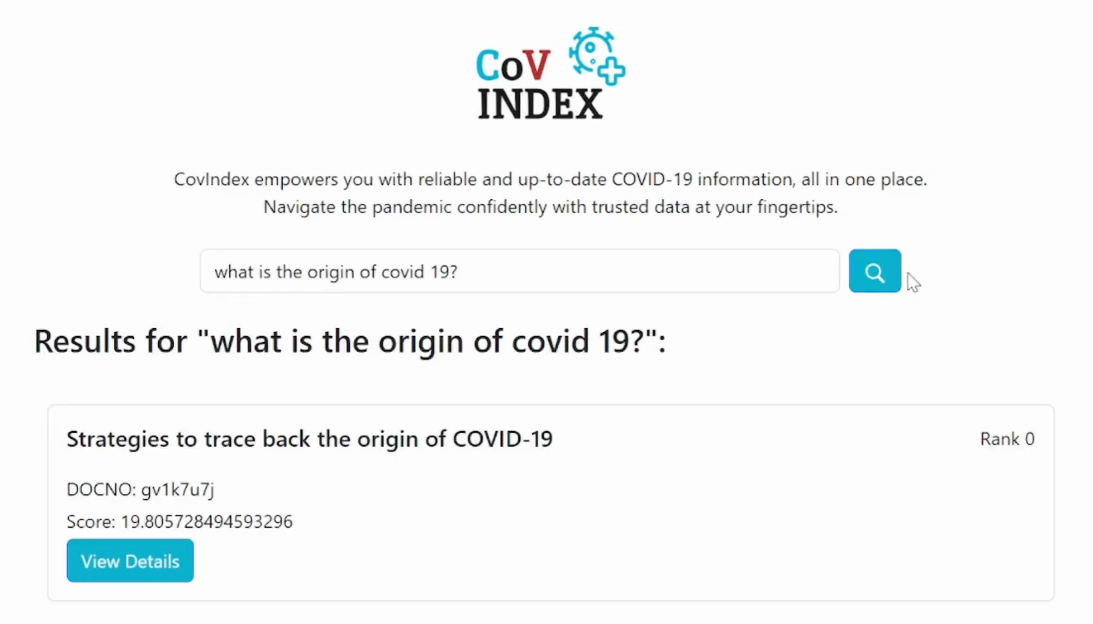 CoV
INDEX
CovIndex empowers you with reliable and up-to-date COVID-19 information, all in one place.
Navigate the pandemic confidently with trusted data at your fingertips.
what is the origin of covid 19?
Results for "what is the origin of covid 19?":
Strategies to trace back the origin of COVID-19
Rank 0
DOCNO: gv1k7u7j
Score: 19.805728494593296
View Details